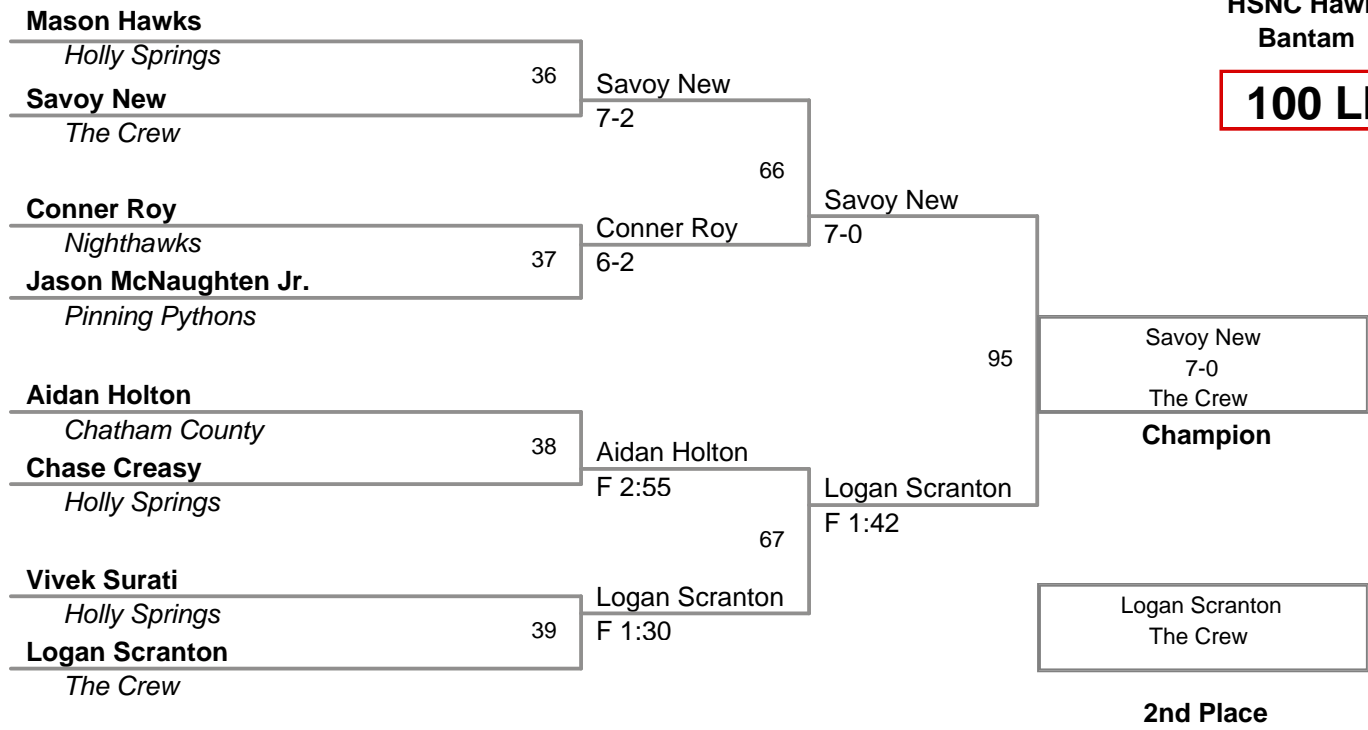 Mason Hawks
Holly Springs
36
Savoy New
The Crew
Savoy New
7-2
66
Conner Roy
Nighthawks
37
Jason McNaughten Jr.
Pinning Pythons
Conner Roy
6-2
Savoy New
7-0
95
Aidan Holton
Chatham County
38
Chase Creasy
Holly Springs
Aidan Holton
F 2:55
67
Vivek Surati
Holly Springs
39
Logan Scranton
The Crew
Logan Scranton
F 1:30
Logan Scranton
F 1:42
HSNC
Bantam
100
Savoy New
7-0
The Crew
Champion
Logan Scranton
The Crew
2nd Place